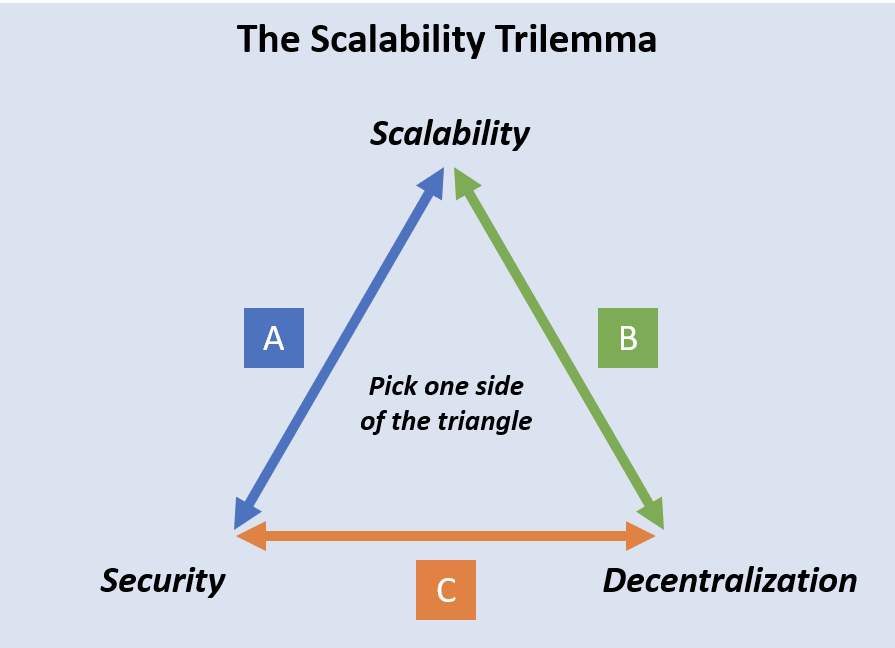 The Scalability Trilemma
Scalability
A
B
Pick one side
of the triangle
Security
Decentralization
C